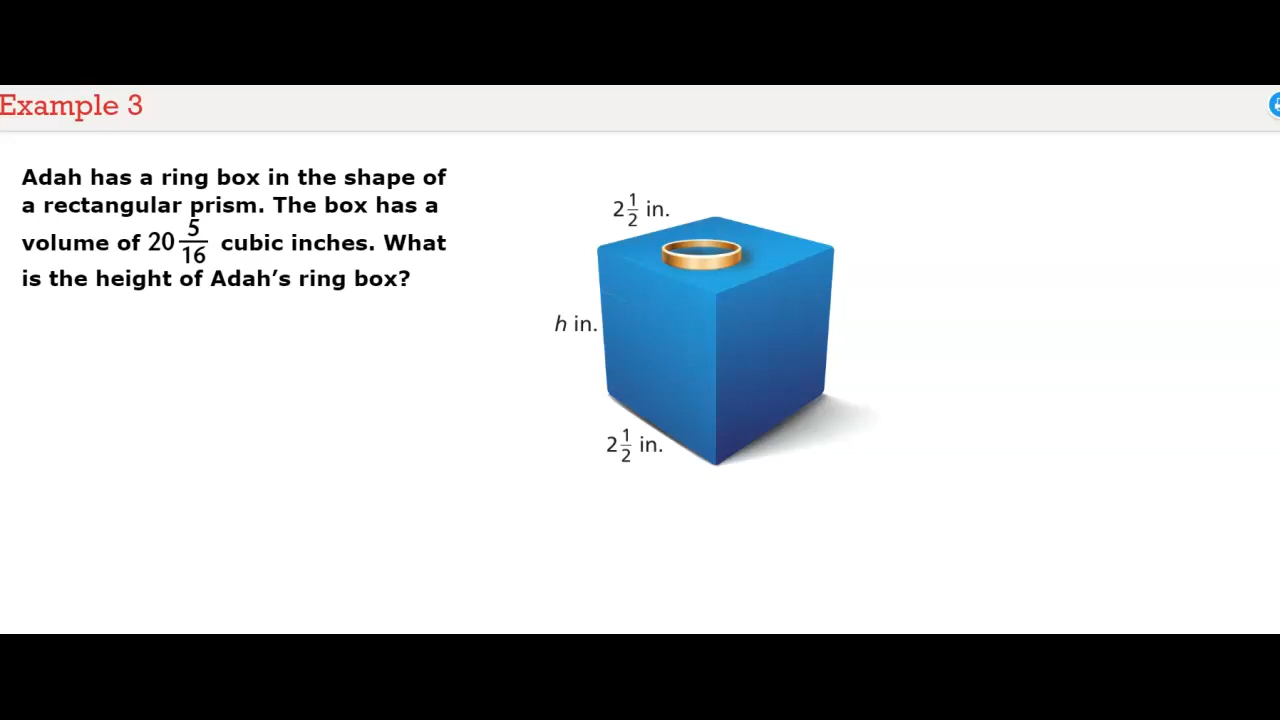 Example 3
Adah has a ring box in the shape of
a rectangular prism. The box has a
volume of 20 5/16 cubic inches. What
is the height of Adah’s ring box?
2 1/2 in.
h in.
2 1/2 in.